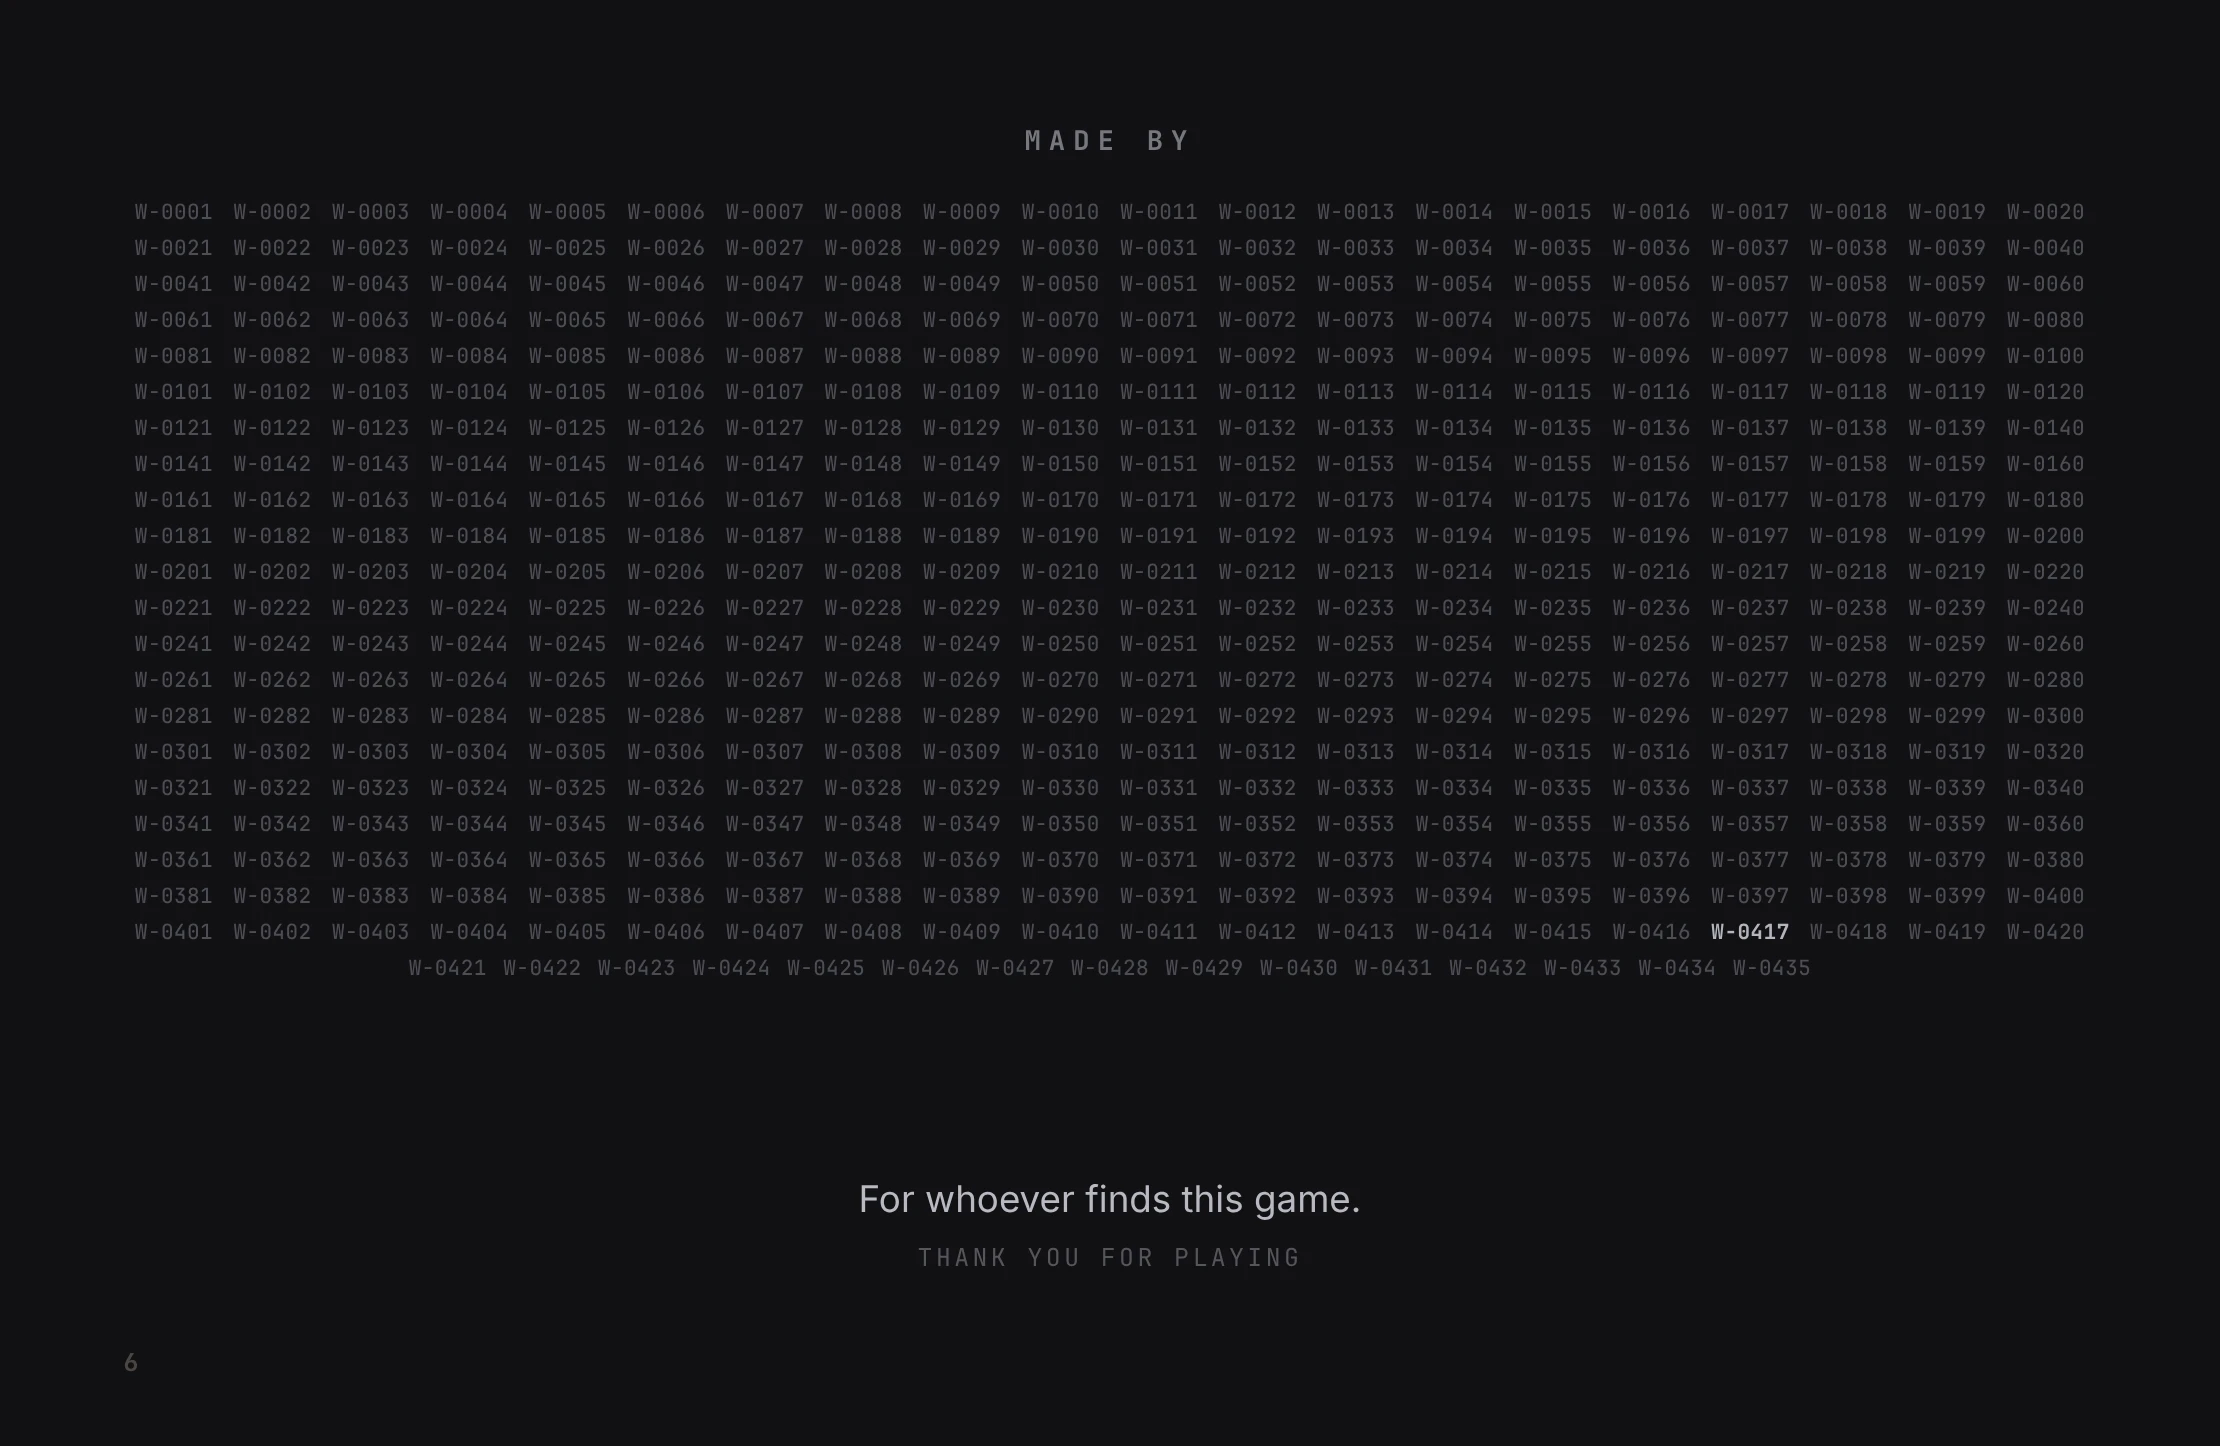 MADE BY
W-0001 W-0002 W-0003 W-0004 W-0005 W-0006 W-0007 W-0008 W-0009 W-0010 W-0011 W-0012 W-0013 W-0014 W-0015 W-0016 W-0017 W-0018 W-0019 W-0020
W-0021 W-0022 W-0023 W-0024 W-0025 W-0026 W-0027 W-0028 W-0029 W-0030 W-0031 W-0032 W-0033 W-0034 W-0035 W-0036 W-0037 W-0038 W-0039 W-0040
W-0041 W-0042 W-0043 W-0044 W-0045 W-0046 W-0047 W-0048 W-0049 W-0050 W-0051 W-0052 W-0053 W-0054 W-0055 W-0056 W-0057 W-0058 W-0059 W-0060
W-0061 W-0062 W-0063 W-0064 W-0065 W-0066 W-0067 W-0068 W-0069 W-0070 W-0071 W-0072 W-0073 W-0074 W-0075 W-0076 W-0077 W-0078 W-0079 W-0080
W-0081 W-0082 W-0083 W-0084 W-0085 W-0086 W-0087 W-0088 W-0089 W-0090 W-0091 W-0092 W-0093 W-0094 W-0095 W-0096 W-0097 W-0098 W-0099 W-0100
W-0101 W-0102 W-0103 W-0104 W-0105 W-0106 W-0107 W-0108 W-0109 W-0110 W-0111 W-0112 W-0113 W-0114 W-0115 W-0116 W-0117 W-0118 W-0119 W-0120
W-0121 W-0122 W-0123 W-0124 W-0125 W-0126 W-0127 W-0128 W-0129 W-0130 W-0131 W-0132 W-0133 W-0134 W-0135 W-0136 W-0137 W-0138 W-0139 W-0140
W-0141 W-0142 W-0143 W-0144 W-0145 W-0146 W-0147 W-0148 W-0149 W-0150 W-0151 W-0152 W-0153 W-0154 W-0155 W-0156 W-0157 W-0158 W-0159 W-0160
W-0161 W-0162 W-0163 W-0164 W-0165 W-0166 W-0167 W-0168 W-0169 W-0170 W-0171 W-0172 W-0173 W-0174 W-0175 W-0176 W-0177 W-0178 W-0179 W-0180
W-0181 W-0182 W-0183 W-0184 W-0185 W-0186 W-0187 W-0188 W-0189 W-0190 W-0191 W-0192 W-0193 W-0194 W-0195 W-0196 W-0197 W-0198 W-0199 W-0200
W-0201 W-0202 W-0203 W-0204 W-0205 W-0206 W-0207 W-0208 W-0209 W-0210 W-0211 W-0212 W-0213 W-0214 W-0215 W-0216 W-0217 W-0218 W-0219 W-0220
W-0221 W-0222 W-0223 W-0224 W-0225 W-0226 W-0227 W-0228 W-0229 W-0230 W-0231 W-0232 W-0233 W-0234 W-0235 W-0236 W-0237 W-0238 W-0239 W-0240
W-0241 W-0242 W-0243 W-0244 W-0245 W-0246 W-0247 W-0248 W-0249 W-0250 W-0251 W-0252 W-0253 W-0254 W-0255 W-0256 W-0257 W-0258 W-0259 W-0260
W-0261 W-0262 W-0263 W-0264 W-0265 W-0266 W-0267 W-0268 W-0269 W-0270 W-0271 W-0272 W-0273 W-0274 W-0275 W-0276 W-0277 W-0278 W-0279 W-0280
W-0281 W-0282 W-0283 W-0284 W-0285 W-0286 W-0287 W-0288 W-0289 W-0290 W-0291 W-0292 W-0293 W-0294 W-0295 W-0296 W-0297 W-0298 W-0299 W-0300
W-0301 W-0302 W-0303 W-0304 W-0305 W-0306 W-0307 W-0308 W-0309 W-0310 W-0311 W-0312 W-0313 W-0314 W-0315 W-0316 W-0317 W-0318 W-0319 W-0320
W-0321 W-0322 W-0323 W-0324 W-0325 W-0326 W-0327 W-0328 W-0329 W-0330 W-0331 W-0332 W-0333 W-0334 W-0335 W-0336 W-0337 W-0338 W-0339 W-0340
W-0341 W-0342 W-0343 W-0344 W-0345 W-0346 W-0347 W-0348 W-0349 W-0350 W-0351 W-0352 W-0353 W-0354 W-0355 W-0356 W-0357 W-0358 W-0359 W-0360
W-0361 W-0362 W-0363 W-0364 W-0365 W-0366 W-0367 W-0368 W-0369 W-0370 W-0371 W-0372 W-0373 W-0374 W-0375 W-0376 W-0377 W-0378 W-0379 W-0380
W-0381 W-0382 W-0383 W-0384 W-0385 W-0386 W-0387 W-0388 W-0389 W-0390 W-0391 W-0392 W-0393 W-0394 W-0395 W-0396 W-0397 W-0398 W-0399 W-0400
W-0401 W-0402 W-0403 W-0404 W-0405 W-0406 W-0407 W-0408 W-0409 W-0410 W-0411 W-0412 W-0413 W-0414 W-0415 W-0416 W-0417 W-0418 W-0419 W-0420
W-0421 W-0422 W-0423 W-0424 W-0425 W-0426 W-0427 W-0428 W-0429 W-0430 W-0431 W-0432 W-0433 W-0434 W-0435
For whoever finds this game.
THANK YOU FOR PLAYING
6